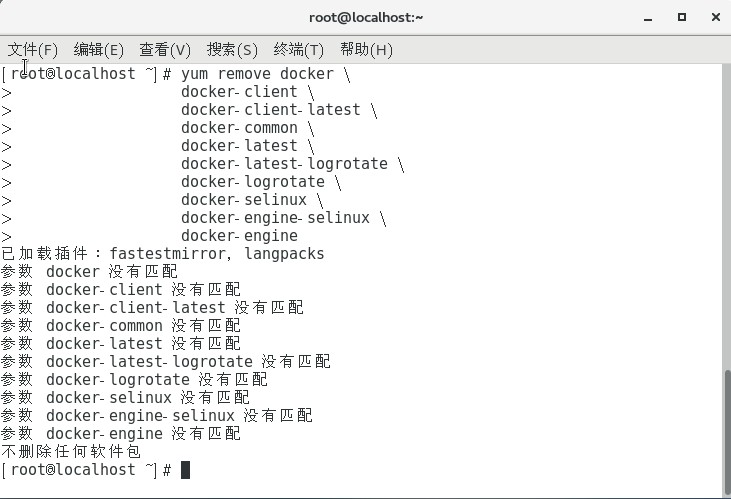 root@localhost:~
文件(F) 编辑(E) 查看(V) 搜索(S) 终端(T) 帮助(H)
[root@localhost ~]# yum remove docker \
> docker-client \
> docker-client-latest \
> docker-common \
> docker-latest \
> docker-latest-logrotate \
> docker-logrotate \
> docker-selinux \
> docker-engine-selinux \
> docker-engine
已加载插件：fastestmirror, langpacks
参数 docker 没有匹配
参数 docker-client 没有匹配
参数 docker-client-latest 没有匹配
参数 docker-common 没有匹配
参数 docker-latest 没有匹配
参数 docker-latest-logrotate 没有匹配
参数 docker-logrotate 没有匹配
参数 docker-selinux 没有匹配
参数 docker-engine-selinux 没有匹配
参数 docker-engine 没有匹配
不删除任何软件包
[root@localhost ~]#